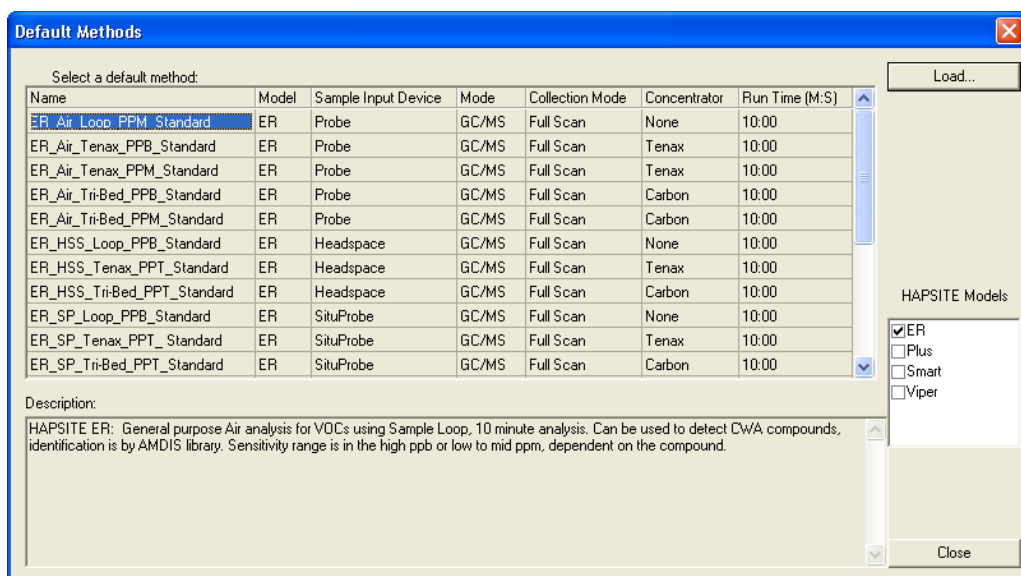 Default Methods
Select a default method:
Load...
Name Model Sample Input Device Mode Collection Mode Concentrator Run Time (M:S)
ER_Air_Loop_PPM_Standard ER Probe GC/MS Full Scan None 10:00
ER_Air_Tenax_PPB_Standard ER Probe GC/MS Full Scan Tenax 10:00
ER_Air_Tenax_PPM_Standard ER Probe GC/MS Full Scan Tenax 10:00
ER_Air_Tri-Bed_PPB_Standard ER Probe GC/MS Full Scan Carbon 10:00
ER_Air_Tri-Bed_PPM_Standard ER Probe GC/MS Full Scan Carbon 10:00
ER_HSS_Loop_PPB_Standard ER Headspace GC/MS Full Scan None 10:00
ER_HSS_Tenax_PPT_Standard ER Headspace GC/MS Full Scan Tenax 10:00
ER_HSS_Tri-Bed_PPT_Standard ER Headspace GC/MS Full Scan Carbon 10:00
ER_SP_Loop_PPB_Standard ER SituProbe GC/MS Full Scan None 10:00
ER_SP_Tenax_PPT_ Standard ER SituProbe GC/MS Full Scan Tenax 10:00
ER_SP_Tri-Bed_PPT_Standard ER SituProbe GC/MS Full Scan Carbon 10:00
HAPSITE Models
ER
Plus
Smart
Viper
Description:
HAPSITE ER: General purpose Air analysis for VOCs using Sample Loop, 10 minute analysis. Can be used to detect CWA compounds,
identification is by AMDIS library. Sensitivity range is in the high ppb or low to mid ppm, dependent on the compound.
Close